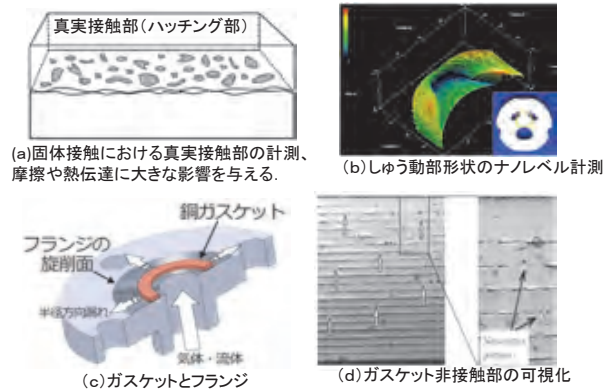 真実接触部(ハッチング部)
(a)固体接触における真実接触部の計測、
摩擦や熱伝達に大きな影響を与える.
(b)しゅう動部形状のナノレベル計測
銅ガスケット
フランジの
旋削面
半径方向漏れ
気体・流体
(c)ガスケットとフランジ
(d)ガスケット非接触部の可視化